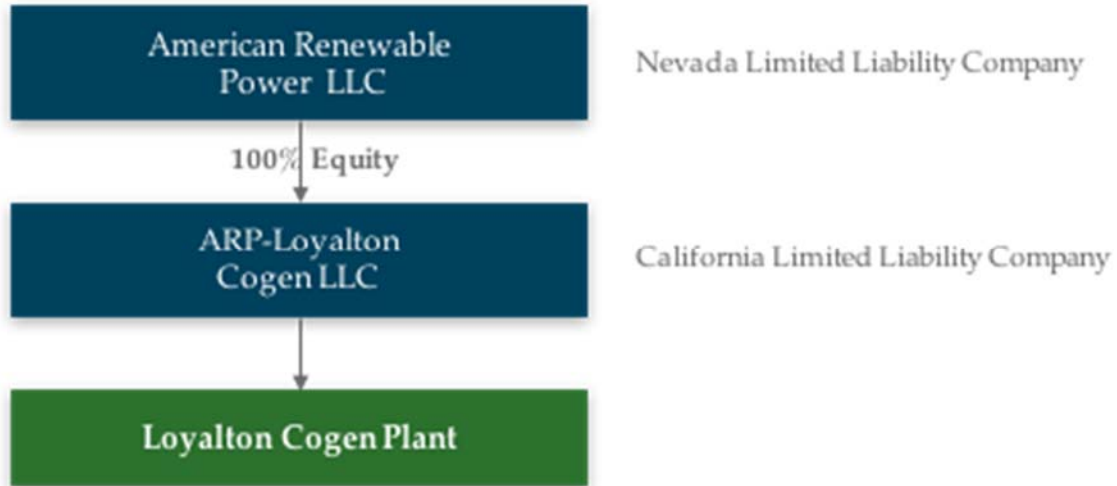 American Renewable
Power LLC
Nevada Limited Liability Company
100% Equity
ARP-Loyalton
Cogen LLC
California Limited Liability Company
Loyalton Cogen Plant